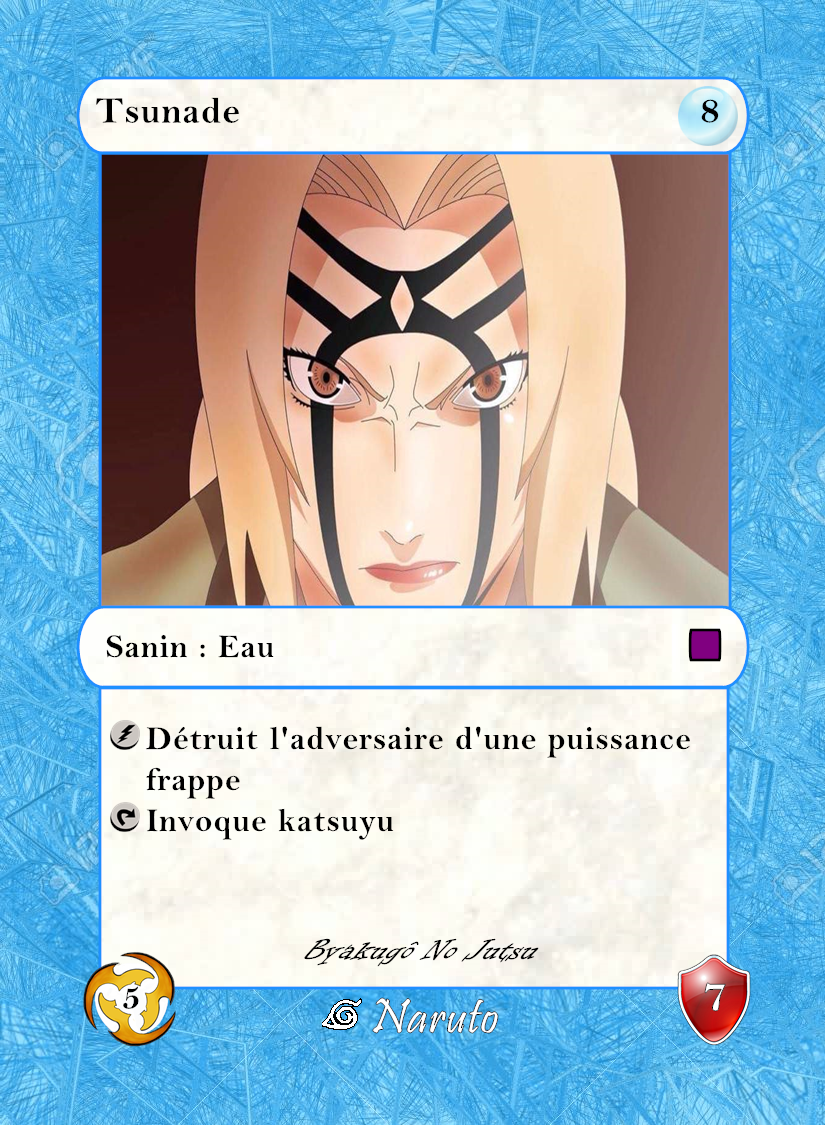 Tsunade
8
Sanin : Eau
Détruit l'adversaire d'une puissance
frappe
Invoque katsuyu
Byakugô No Jutsu
5
Naruto
7